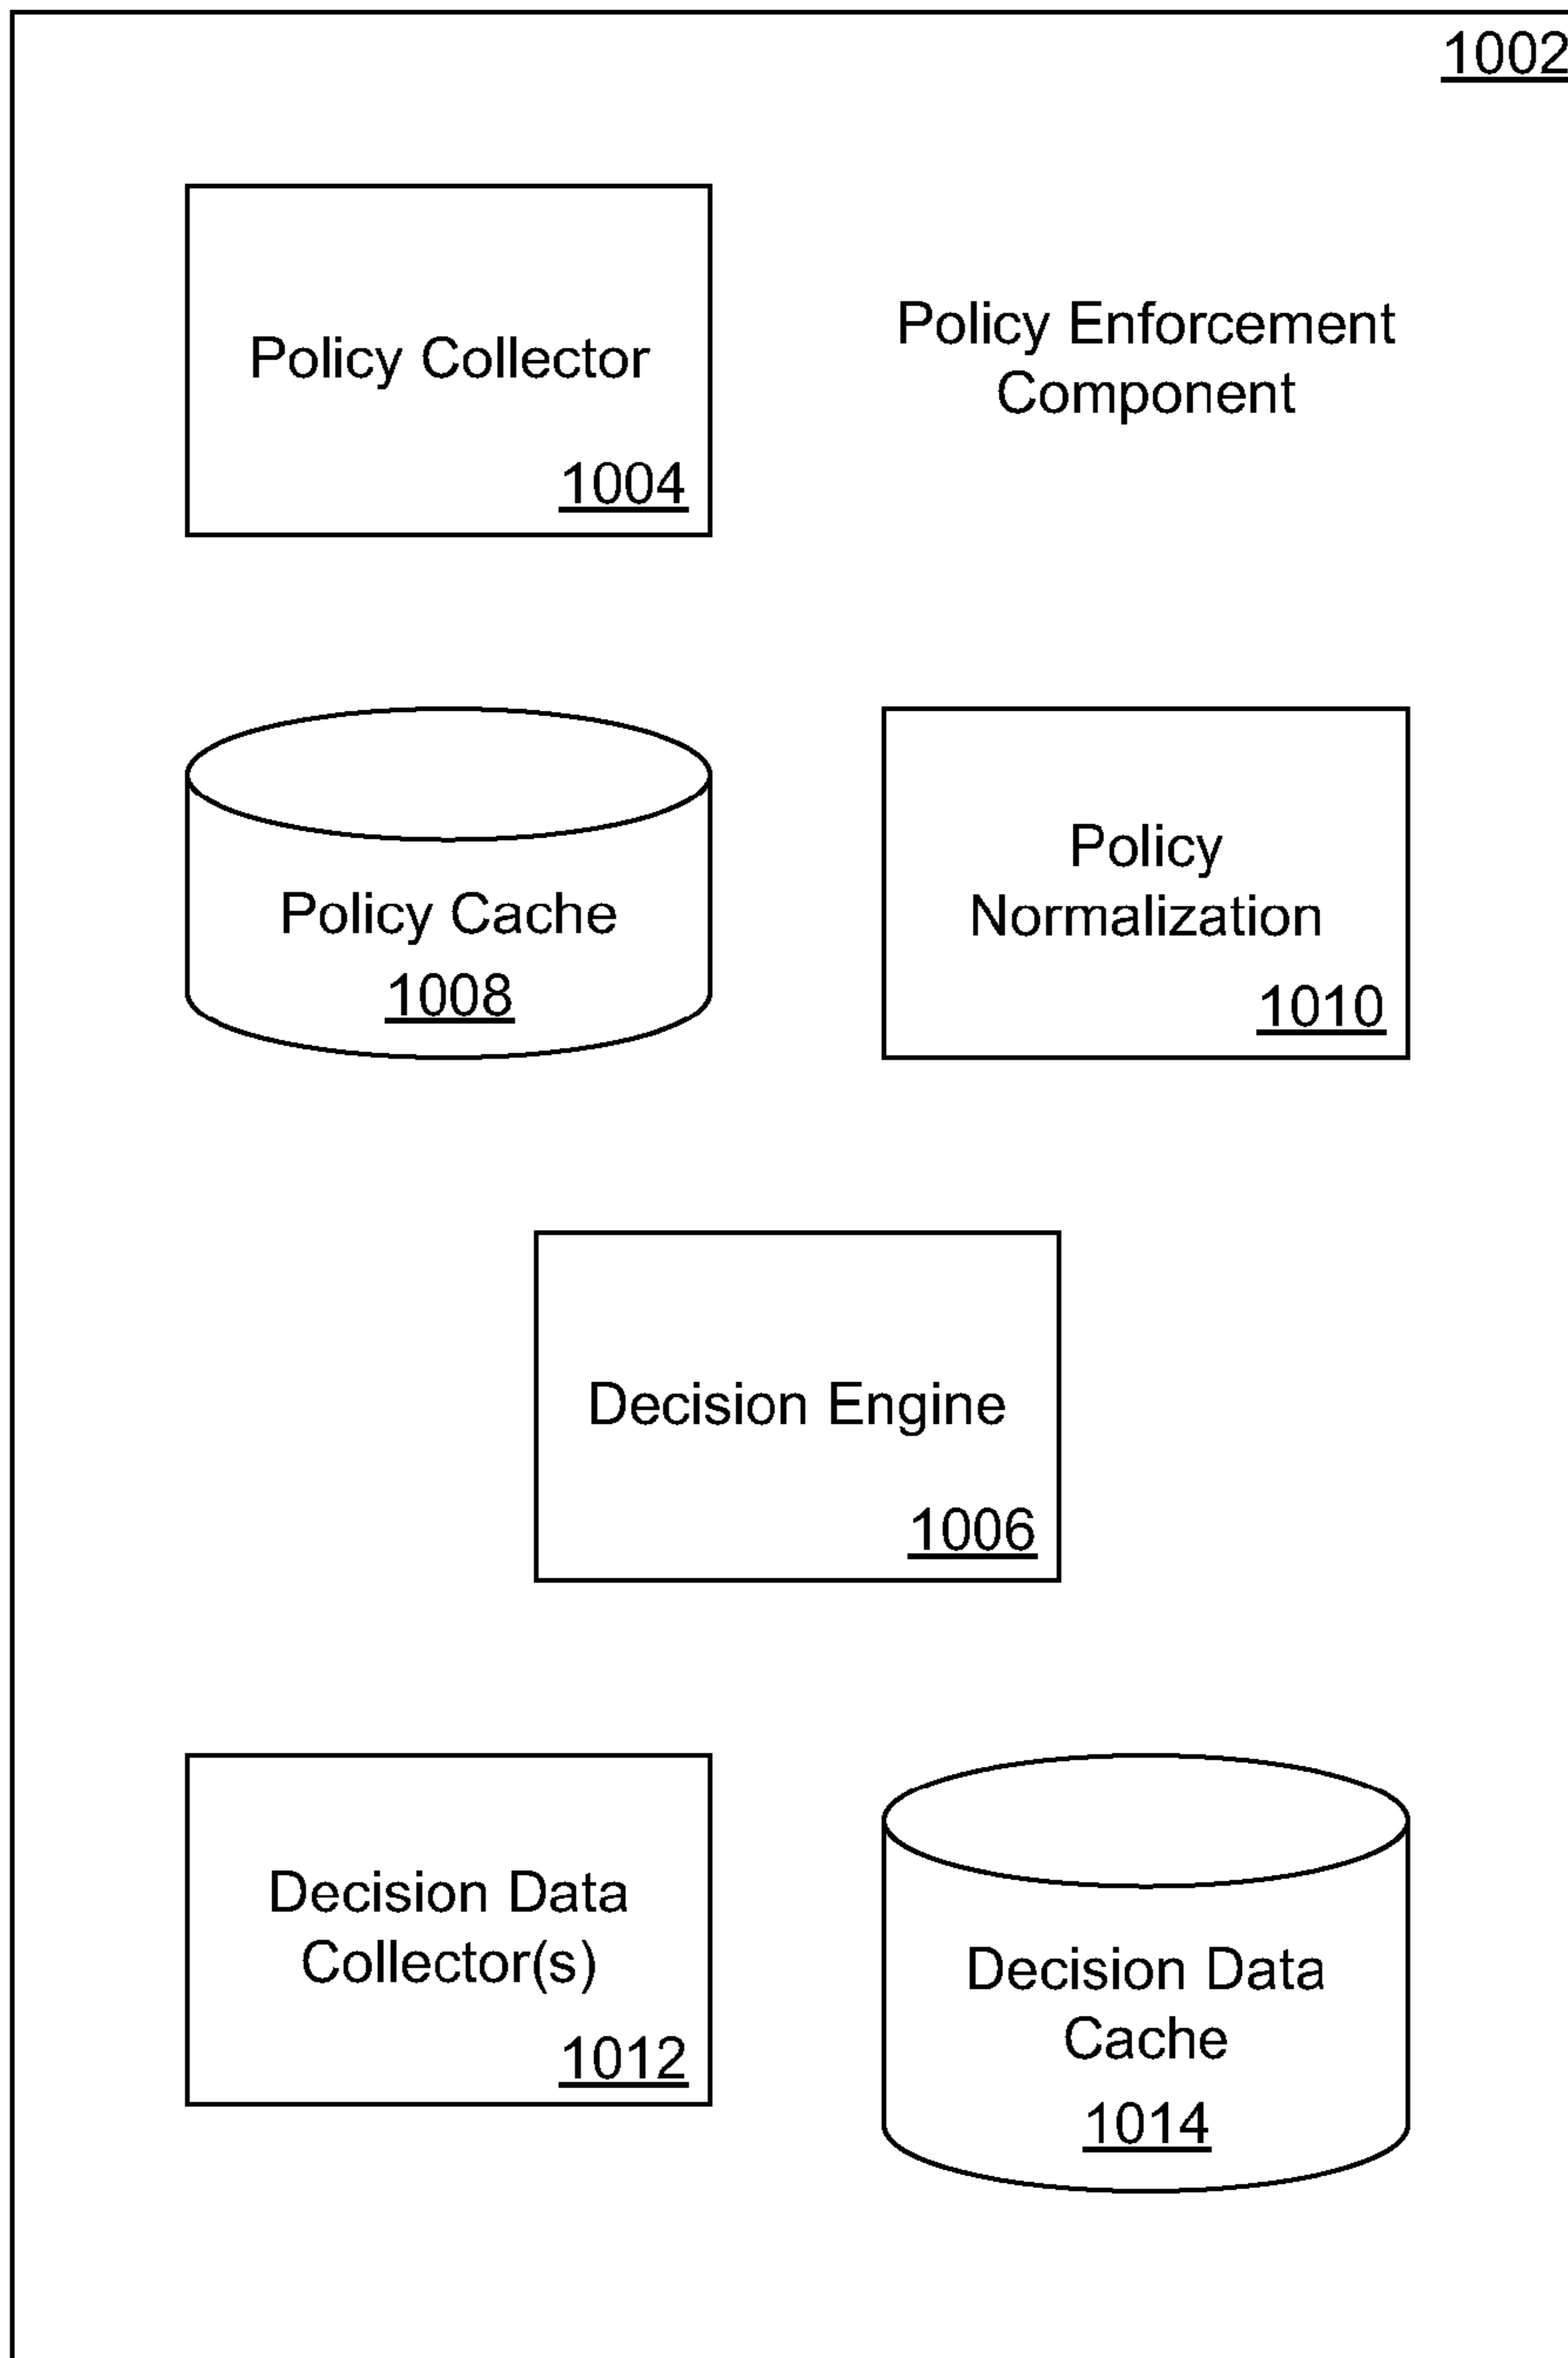 1002
Policy Collector
1004
Policy Enforcement
Component
Policy Cache
1008
Policy
Normalization
1010
Decision Engine
1006
Decision Data
Collector(s)
1012
Decision Data
Cache
1014